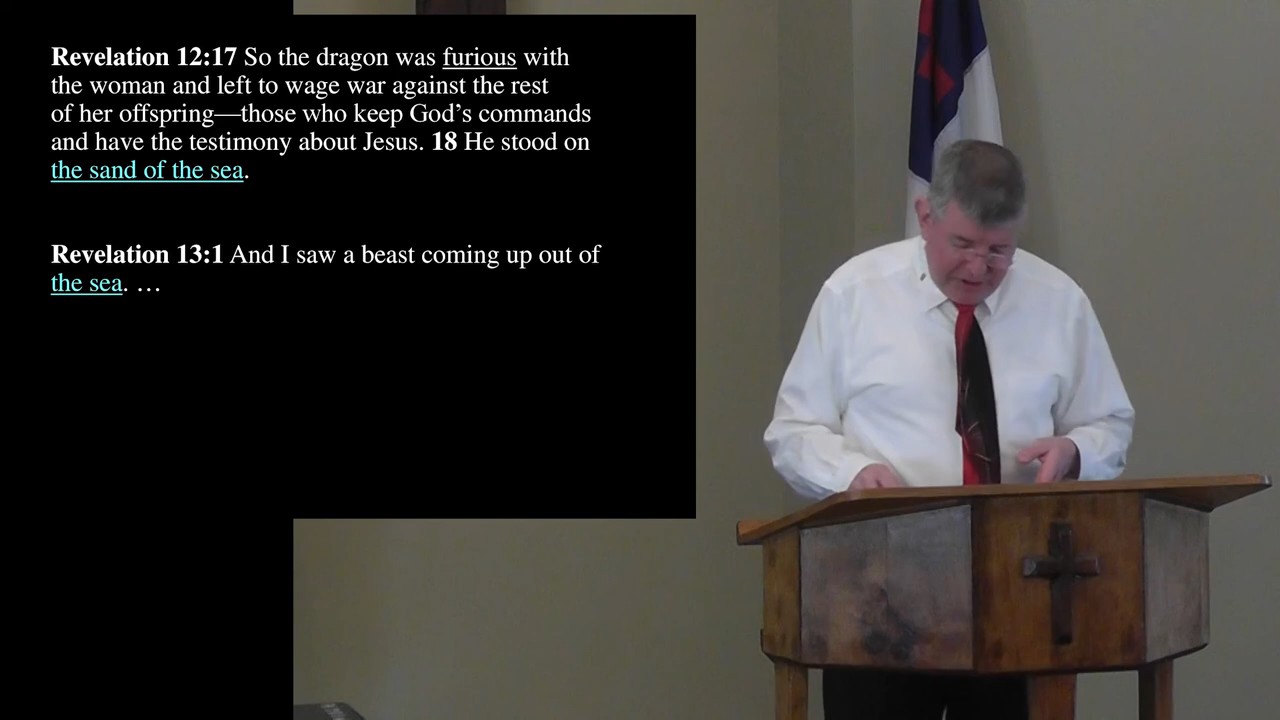 Revelation 12:17 So the dragon was furious with
the woman and left to wage war against the rest
of her offspring—those who keep God’s commands
and have the testimony about Jesus. 18 He stood on
the sand of the sea.
Revelation 13:1 And I saw a beast coming up out of
the sea. …